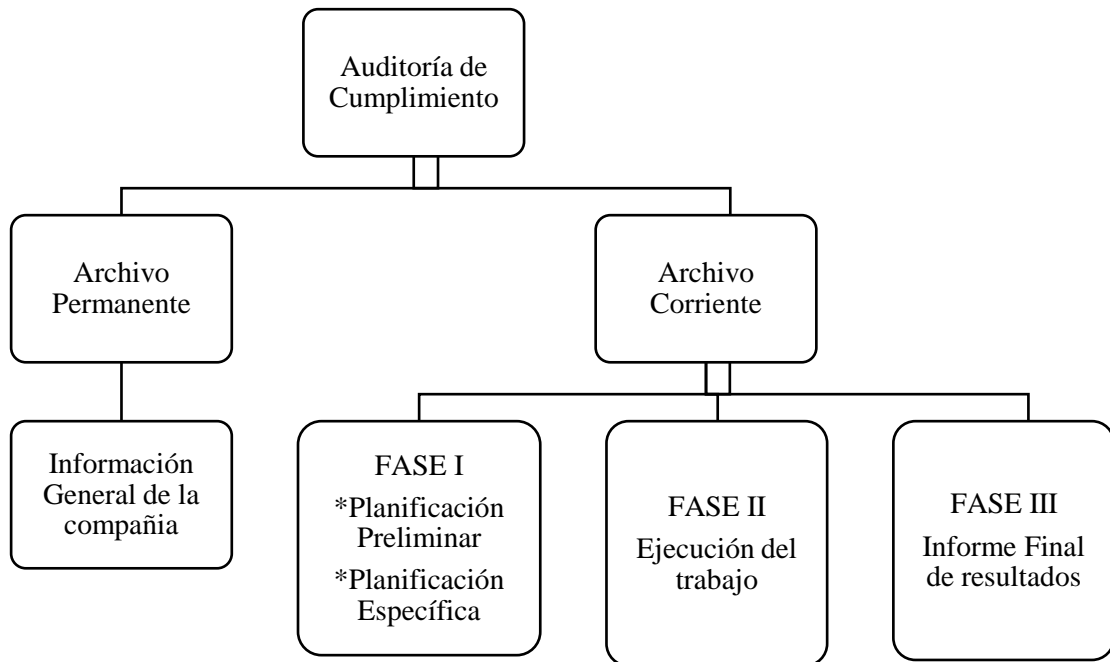 Auditoría de
Cumplimiento
Archivo
Permanente
Archivo
Corriente
Información
General de la
compañia
FASE I
*Planificación
Preliminar
*Planificación
Específica
FASE II
Ejecución del
trabajo
FASE III
Informe Final
de resultados